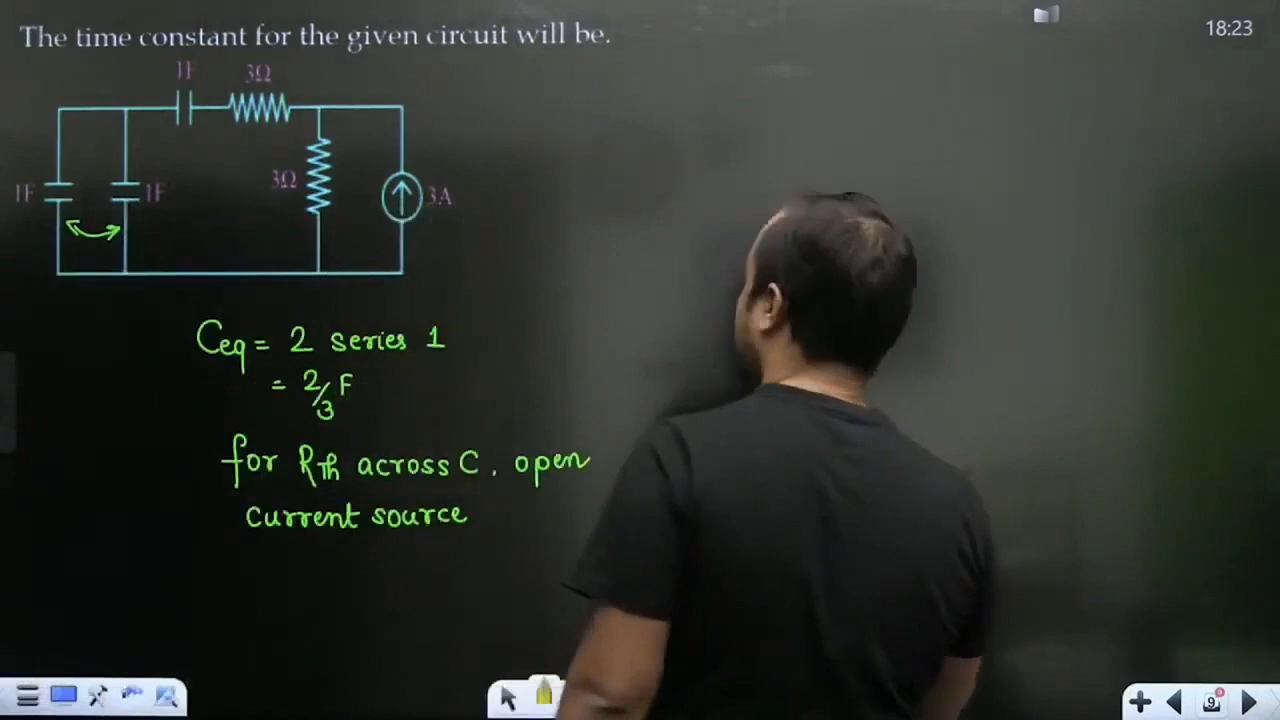 The time constant for the given circuit will be.
18:23
1F
3Ω
1F
1F
3Ω
3A
Ceq = 2 series 1
= 2/3 F
for RTh across C, open
current source
9